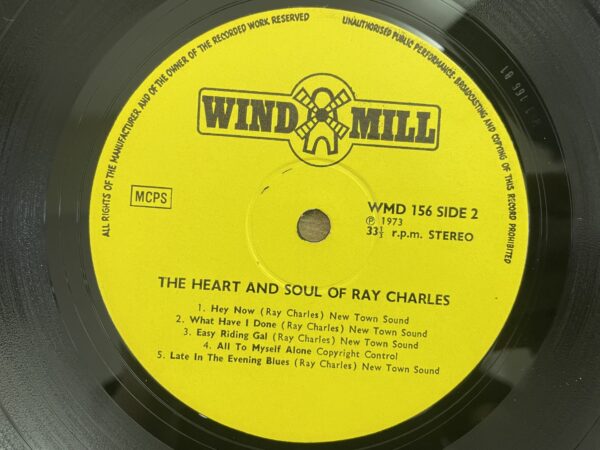 ALL RIGHTS OF THE MANUFACTURER AND OF THE OWNER OF THE RECORDED WORK RESERVED
UNAUTHORISED PUBLIC PERFORMANCE, BROADCASTING AND COPYING OF THIS RECORD PROHIBITED
WIND MILL
MCPS
WMD 156 SIDE 2
Ⓟ 1973
33⅓ r.p.m. STEREO
THE HEART AND SOUL OF RAY CHARLES
1. Hey Now (Ray Charles) New Town Sound
2. What Have I Done (Ray Charles) New Town Sound
3. Easy Riding Gal (Ray Charles) New Town Sound
4. All To Myself Alone Copyright Control
5. Late In The Evening Blues (Ray Charles) New Town Sound